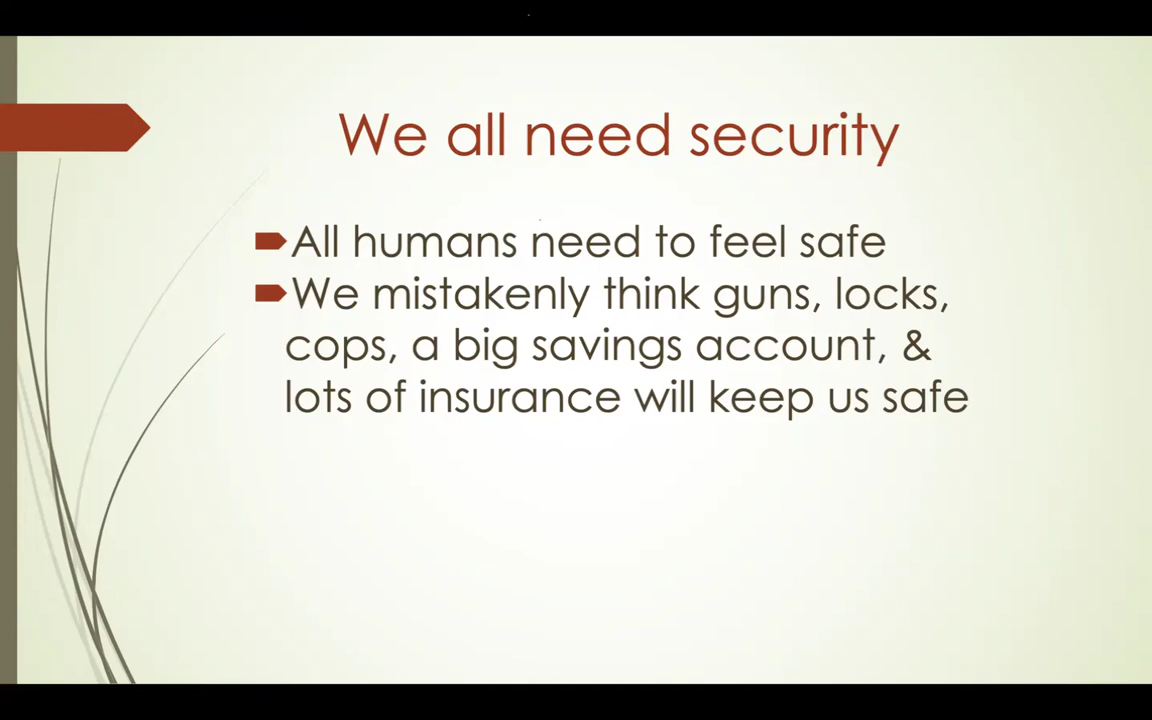 We all need security
All humans need to feel safe
We mistakenly think guns, locks,
cops, a big savings account, &
lots of insurance will keep us safe